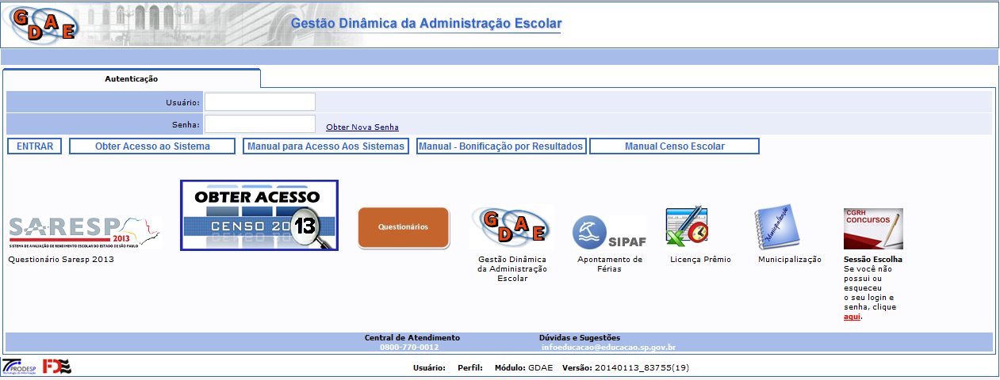 GDAE
Gestão Dinâmica da Administração Escolar
Autenticação
Usuário:
Senha:
Obter Nova Senha
ENTRAR
Obter Acesso ao Sistema
Manual para Acesso Aos Sistemas
Manual - Bonificação por Resultados
Manual Censo Escolar
SARESP
2013
SISTEMA DE AVALIAÇÃO DE RENDIMENTO ESCOLAR DO ESTADO DE SÃO PAULO
Questionário Saresp 2013
OBTER ACESSO
CENSO 2013
Questionários
GDAE
Gestão Dinâmica
da Administração
Escolar
SIPAF
Apontamento de
Férias
Licença Prêmio
Municipalização
Municipalização
CGRH
concursos
Sessão Escolha
Se você não
possui ou
esqueceu
o seu login e
senha, clique
aqui.
Central de Atendimento
0800-770-0012
Dúvidas e Sugestões
infoeducacao@educacao.sp.gov.br
PRODESP
Tecnologia da Informação
FDE
Usuário: Perfil: Módulo: GDAE Versão: 20140113_83755(19)